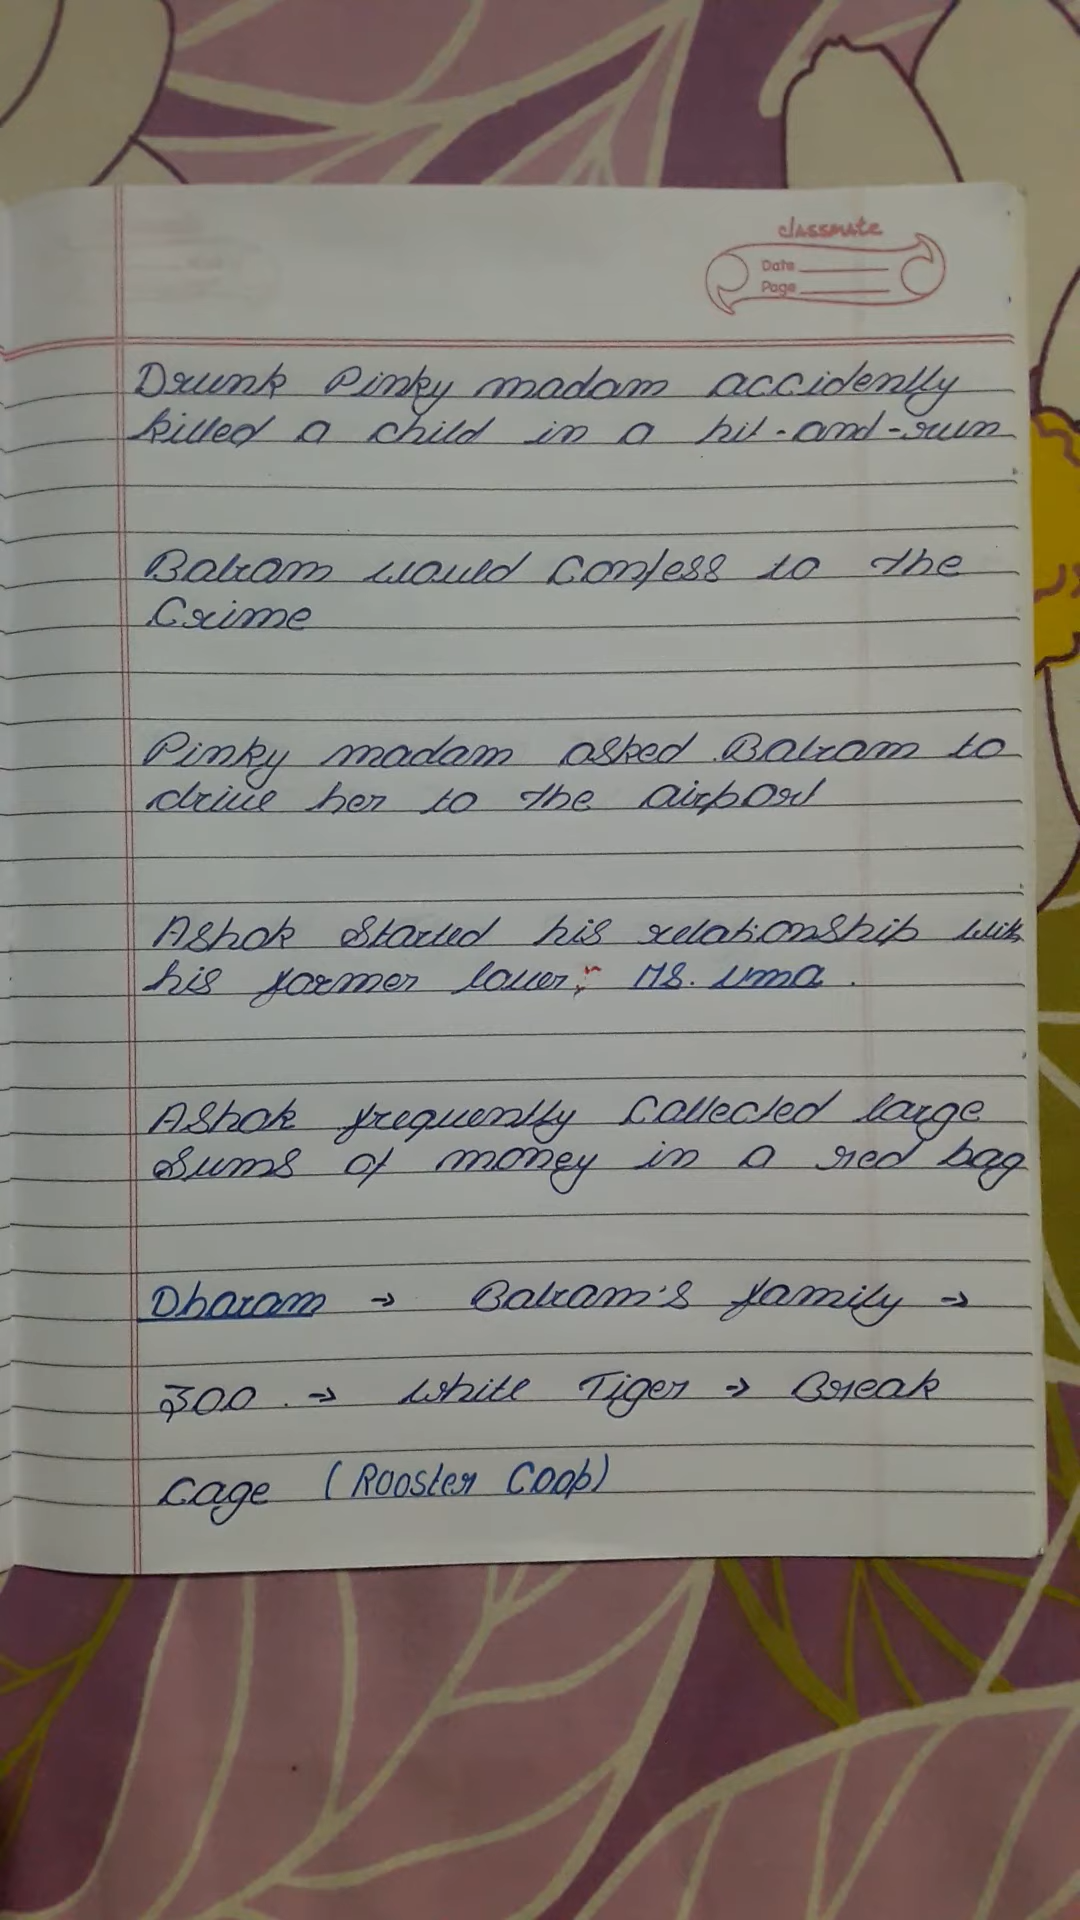 classmate
Date
Page
Drunk Pinky madam accidently
killed a child in a hit-and-run
Balram would confess to the
Crime
Pinky madam asked Balram to
drive her to the airport
Ashok started his relationship with
his former lover, Ms. Uma.
Ashok frequently collected large
sums of money in a red bag
Dharam → Balram's family →
zoo. → White Tiger → Break
Cage (Rooster Coop)